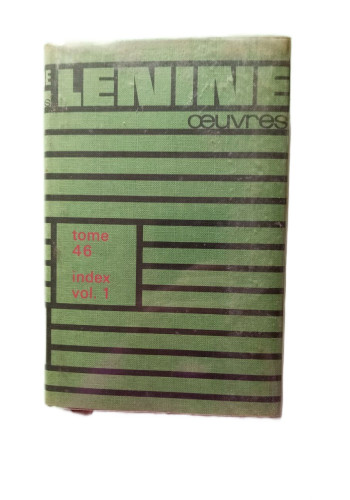 LENINE
œuvres
tome
46
index
vol. 1